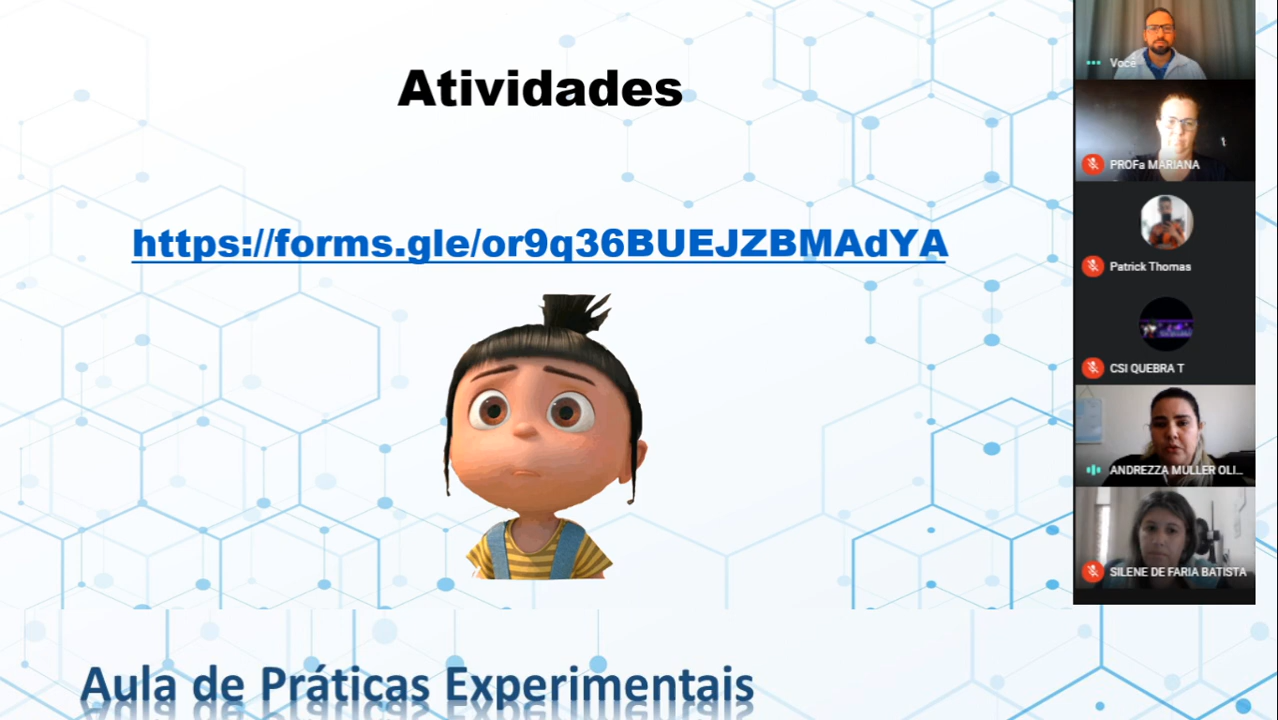 Atividades
https://forms.gle/or9q36BUEJZBMAdYA
Aula de Práticas Experimentais
Você
PROFa MARIANA
Patrick Thomas
CSI QUEBRA T
ANDREZZA MULLER OLI...
SILENE DE FARIA BATISTA